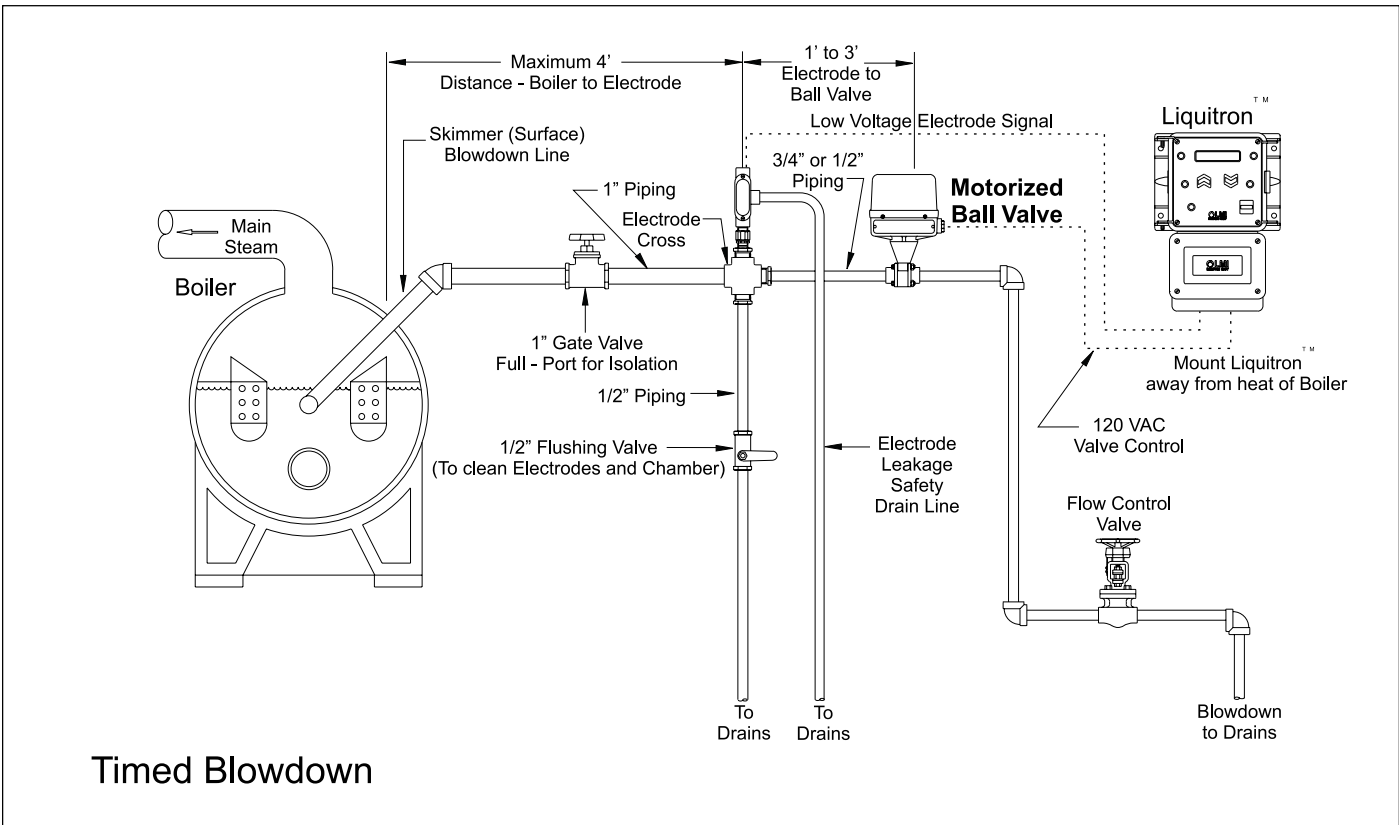 Maximum 4’
Distance - Boiler to Electrode
1’ to 3’
Electrode to
Ball Valve
Low Voltage Electrode Signal
Liquitron™
Skimmer (Surface)
Blowdown Line
3/4” or 1/2”
Piping
1” Piping
Motorized
Ball Valve
Electrode
Cross
Main
Steam
Boiler
LMI
LMI
1” Gate Valve
Full - Port for Isolation
Mount Liquitron™
away from heat of Boiler
1/2” Piping
120 VAC
Valve Control
1/2” Flushing Valve
(To clean Electrodes and Chamber)
Electrode
Leakage
Safety
Drain Line
Flow Control
Valve
To
Drains
To
Drains
Blowdown
to Drains
Timed Blowdown